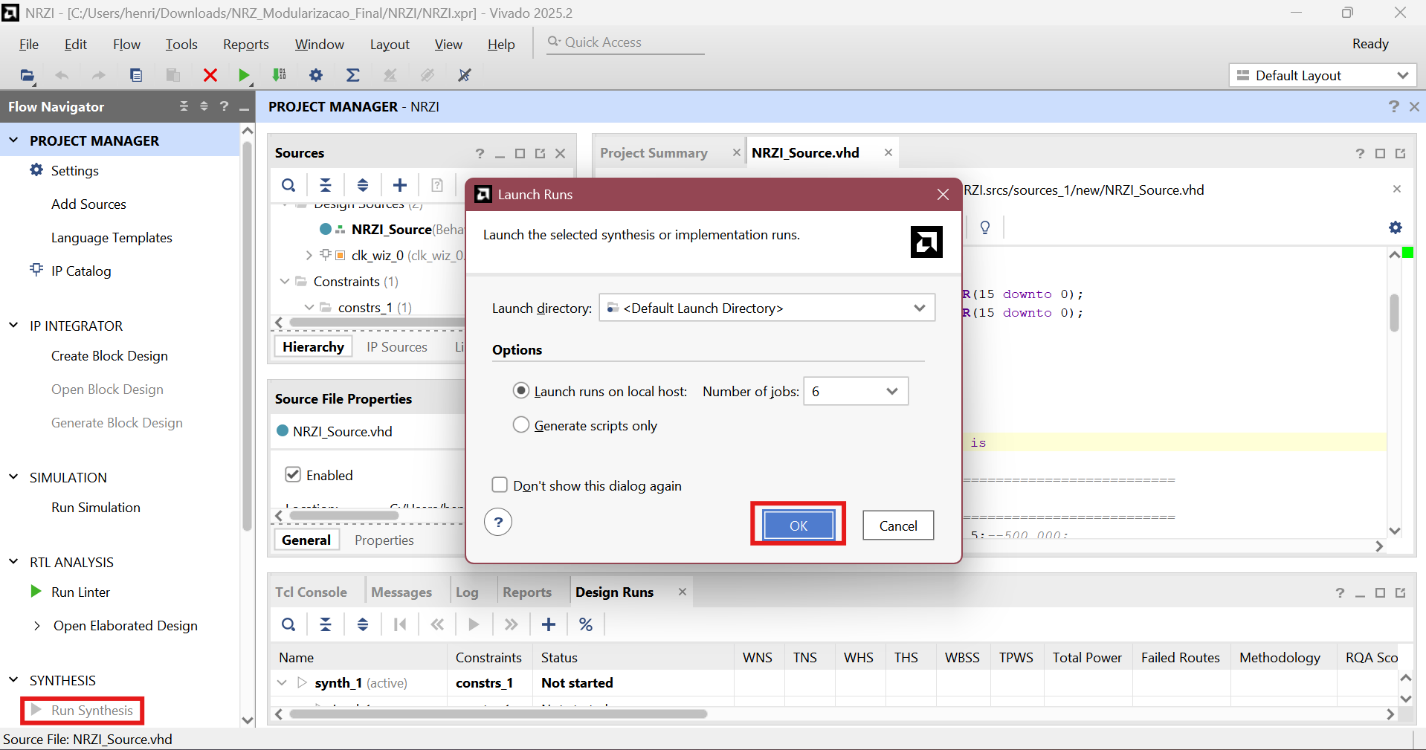 NRZI - [C:/Users/henri/Downloads/NRZ_Modularizacao_Final/NRZI/NRZI.xpr] - Vivado 2025.2
File Edit Flow Tools Reports Window Layout View Help Quick Access Ready
Default Layout
Flow Navigator
PROJECT MANAGER - NRZI
PROJECT MANAGER
Settings
Add Sources
Language Templates
IP Catalog
IP INTEGRATOR
Create Block Design
Open Block Design
Generate Block Design
SIMULATION
Run Simulation
RTL ANALYSIS
Run Linter
Open Elaborated Design
SYNTHESIS
Run Synthesis
Sources
Design Sources (2)
NRZI_Source(Beha
clk_wiz_0 (clk_wiz_0.
Constraints (1)
constrs_1 (1)
Hierarchy IP Sources Li
Source File Properties
NRZI_Source.vhd
Enabled
General Properties
Project Summary NRZI_Source.vhd
RZI.srcs/sources_1/new/NRZI_Source.vhd
R(15 downto 0);
R(15 downto 0);
is
===========================
===========================
5;--500_000;
Launch Runs
Launch the selected synthesis or implementation runs.
Launch directory: <Default Launch Directory>
Options
Launch runs on local host: Number of jobs: 6
Generate scripts only
Don't show this dialog again
? OK Cancel
Tcl Console Messages Log Reports Design Runs
Name Constraints Status WNS TNS WHS THS WBSS TPWS Total Power Failed Routes Methodology RQA Sco
synth_1 (active) constrs_1 Not started
Source File: NRZI_Source.vhd